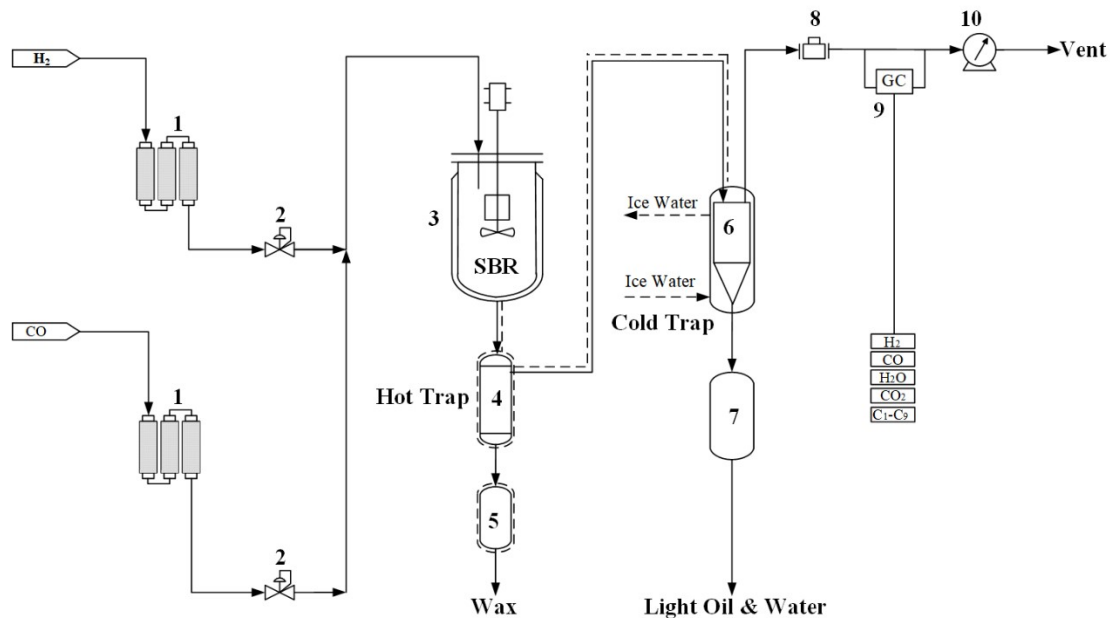 H₂
1
2
CO
1
2
3
SBR
Hot Trap
4
5
Wax
Ice Water
Ice Water
6
Cold Trap
7
Light Oil & Water
8
GC
9
10
Vent
H₂
CO
H₂O
CO₂
C₁-C₉